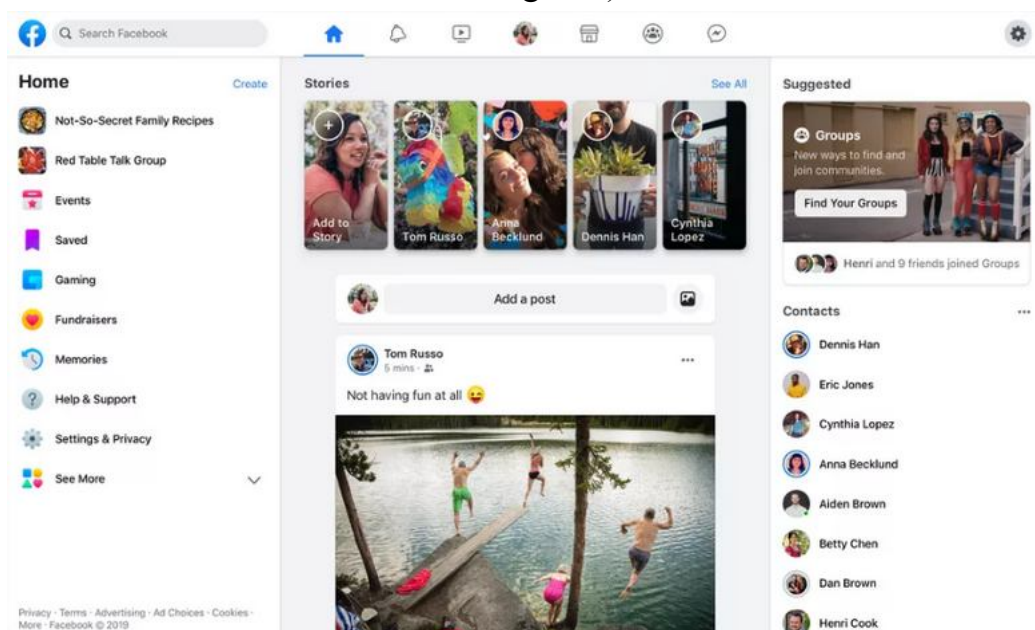 Search Facebook
Home
Create
Not-So-Secret Family Recipes
Red Table Talk Group
Events
Saved
Gaming
Fundraisers
Memories
Help & Support
Settings & Privacy
See More
Privacy · Terms · Advertising · Ad Choices · Cookies ·
More · Facebook © 2019
Stories
See All
Add to
Story
Tom Russo
Anna
Becklund
Dennis Han
Cynthia
Lopez
Add a post
Tom Russo
5 mins ·
Not having fun at all 😜
Suggested
Groups
New ways to find and
join communities.
Find Your Groups
Henri and 9 friends joined Groups
Contacts
Dennis Han
Eric Jones
Cynthia Lopez
Anna Becklund
Aiden Brown
Betty Chen
Dan Brown
Henri Cook